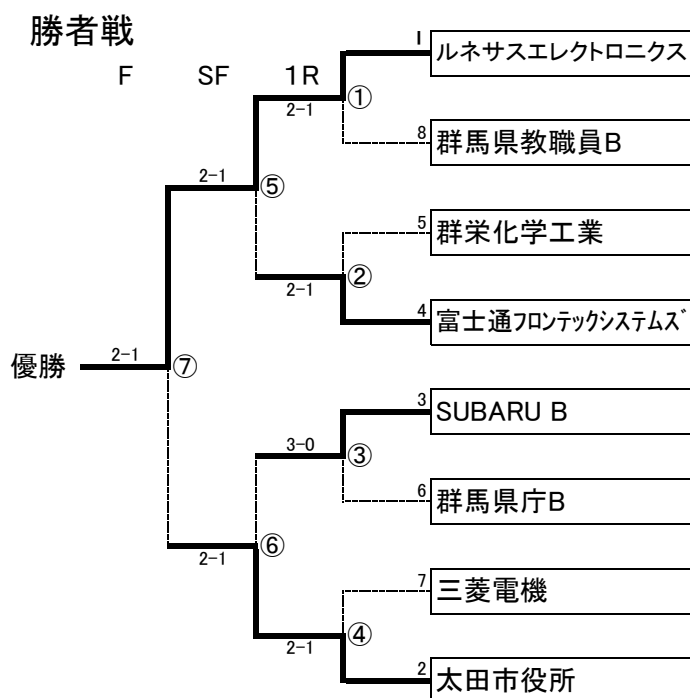 勝者戦
F SF 1R
1 ルネサスエレクトロニクス
2-1 ①
8 群馬県教職員B
2-1 ⑤
5 群栄化学工業
2-1 ②
4 富士通ﾌﾛﾝﾃｯｸｼｽﾃﾑｽﾞ
優勝 2-1 ⑦
3 SUBARU B
3-0 ③
6 群馬県庁B
2-1 ⑥
7 三菱電機
2-1 ④
2 太田市役所